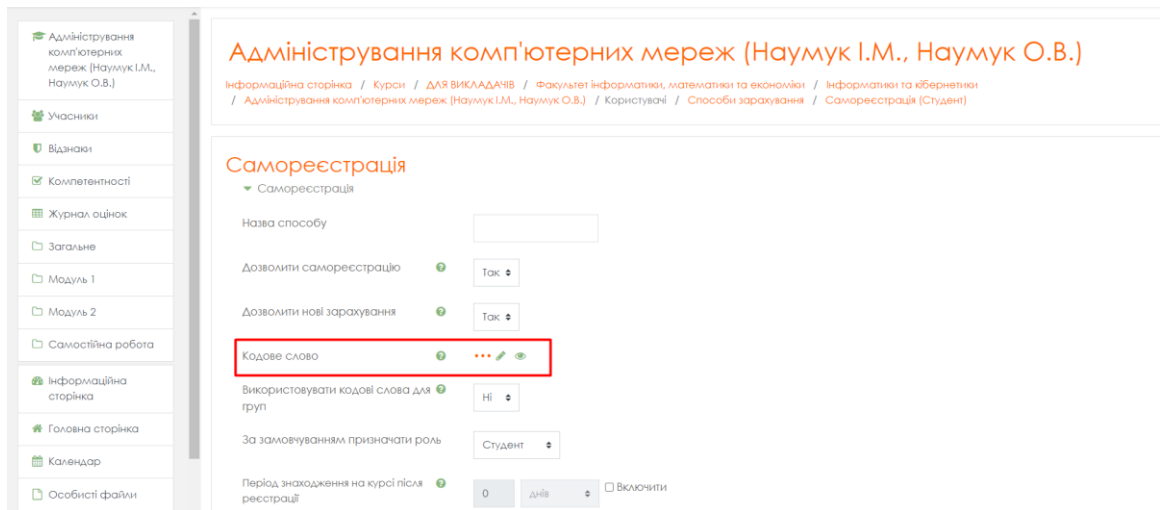 Адміністрування
комп'ютерних
мереж (Наумук І.М.,
Наумук О.В.)
Учасники
Відзнаки
Компетентності
Журнал оцінок
Загальне
Модуль 1
Модуль 2
Самостійна робота
Інформаційна
сторінка
Головна сторінка
Календар
Особисті файли
Адміністрування комп'ютерних мереж (Наумук І.М., Наумук О.В.)
Інформаційна сторінка / Курси / ДЛЯ ВИКЛАДАЧІВ / Факультет інформатики, математики та економіки / Інформатики та кібернетики
/ Адміністрування комп'ютерних мереж (Наумук І.М., Наумук О.В.) / Користувачі / Способи зарахування / Самореєстрація (Студент)
Самореєстрація
Самореєстрація
Назва способу
Дозволити самореєстрацію Так
Дозволити нові зарахування Так
Кодове слово
Використовувати кодові слова для
груп Ні
За замовчуванням призначати роль Студент
Період знаходження на курсі після
реєстрації 0 днів Включити